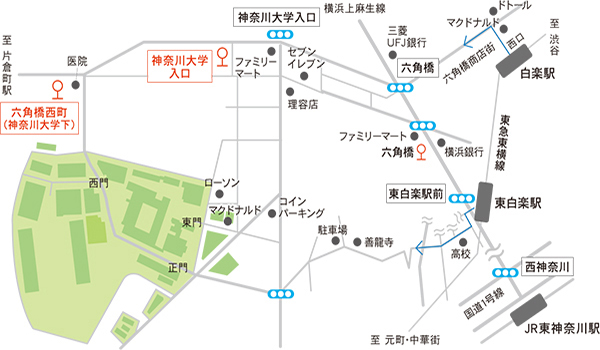 神奈川大学入口
横浜上麻生線
ドトール
マクドナルド
西口
至 渋谷
白楽駅
六角橋商店街
三菱
UFJ銀行
六角橋
至 片倉町駅
医院
神奈川大学
入口
ファミリー
マート
セブン
イレブン
理容店
六角橋西町
（神奈川大学下）
ファミリーマート
六角橋
横浜銀行
東急東横線
西門
ローソン
マクドナルド
東門
コイン
パーキング
東白楽駅前
東白楽駅
正門
駐車場
善龍寺
高校
西神奈川
国道1号線
JR東神奈川駅
至 元町・中華街